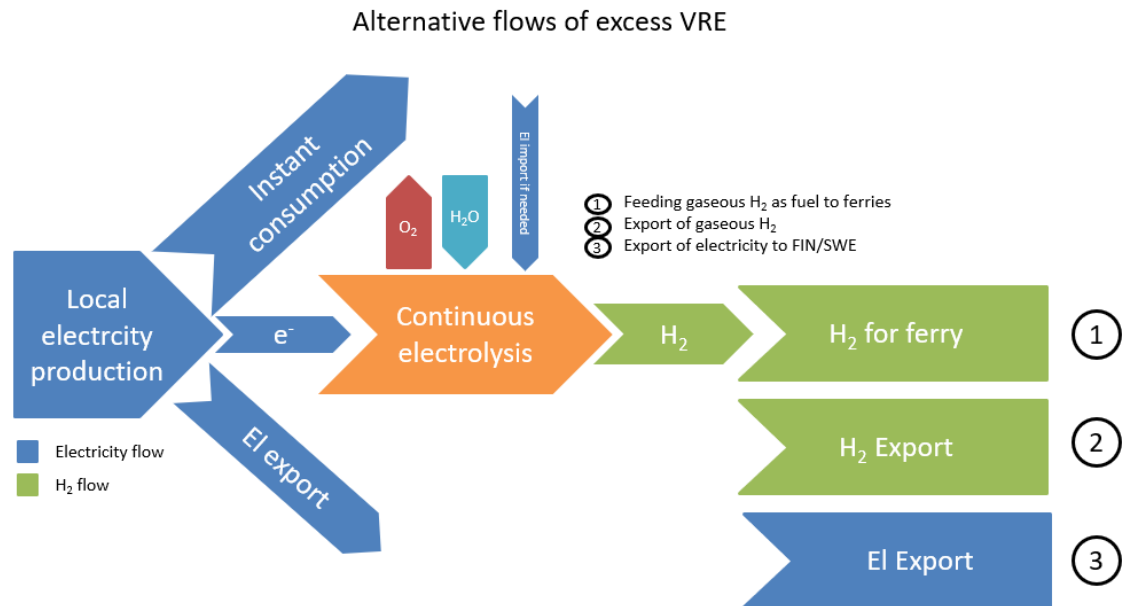 Alternative flows of excess VRE
Instant
consumption
El import if needed
O₂
H₂O
1 Feeding gaseous H₂ as fuel to ferries
2 Export of gaseous H₂
3 Export of electricity to FIN/SWE
Local
electrcity
production
e⁻
Continuous
electrolysis
H₂
H₂ for ferry
1
El export
H₂ Export
2
Electricity flow
H₂ flow
El Export
3